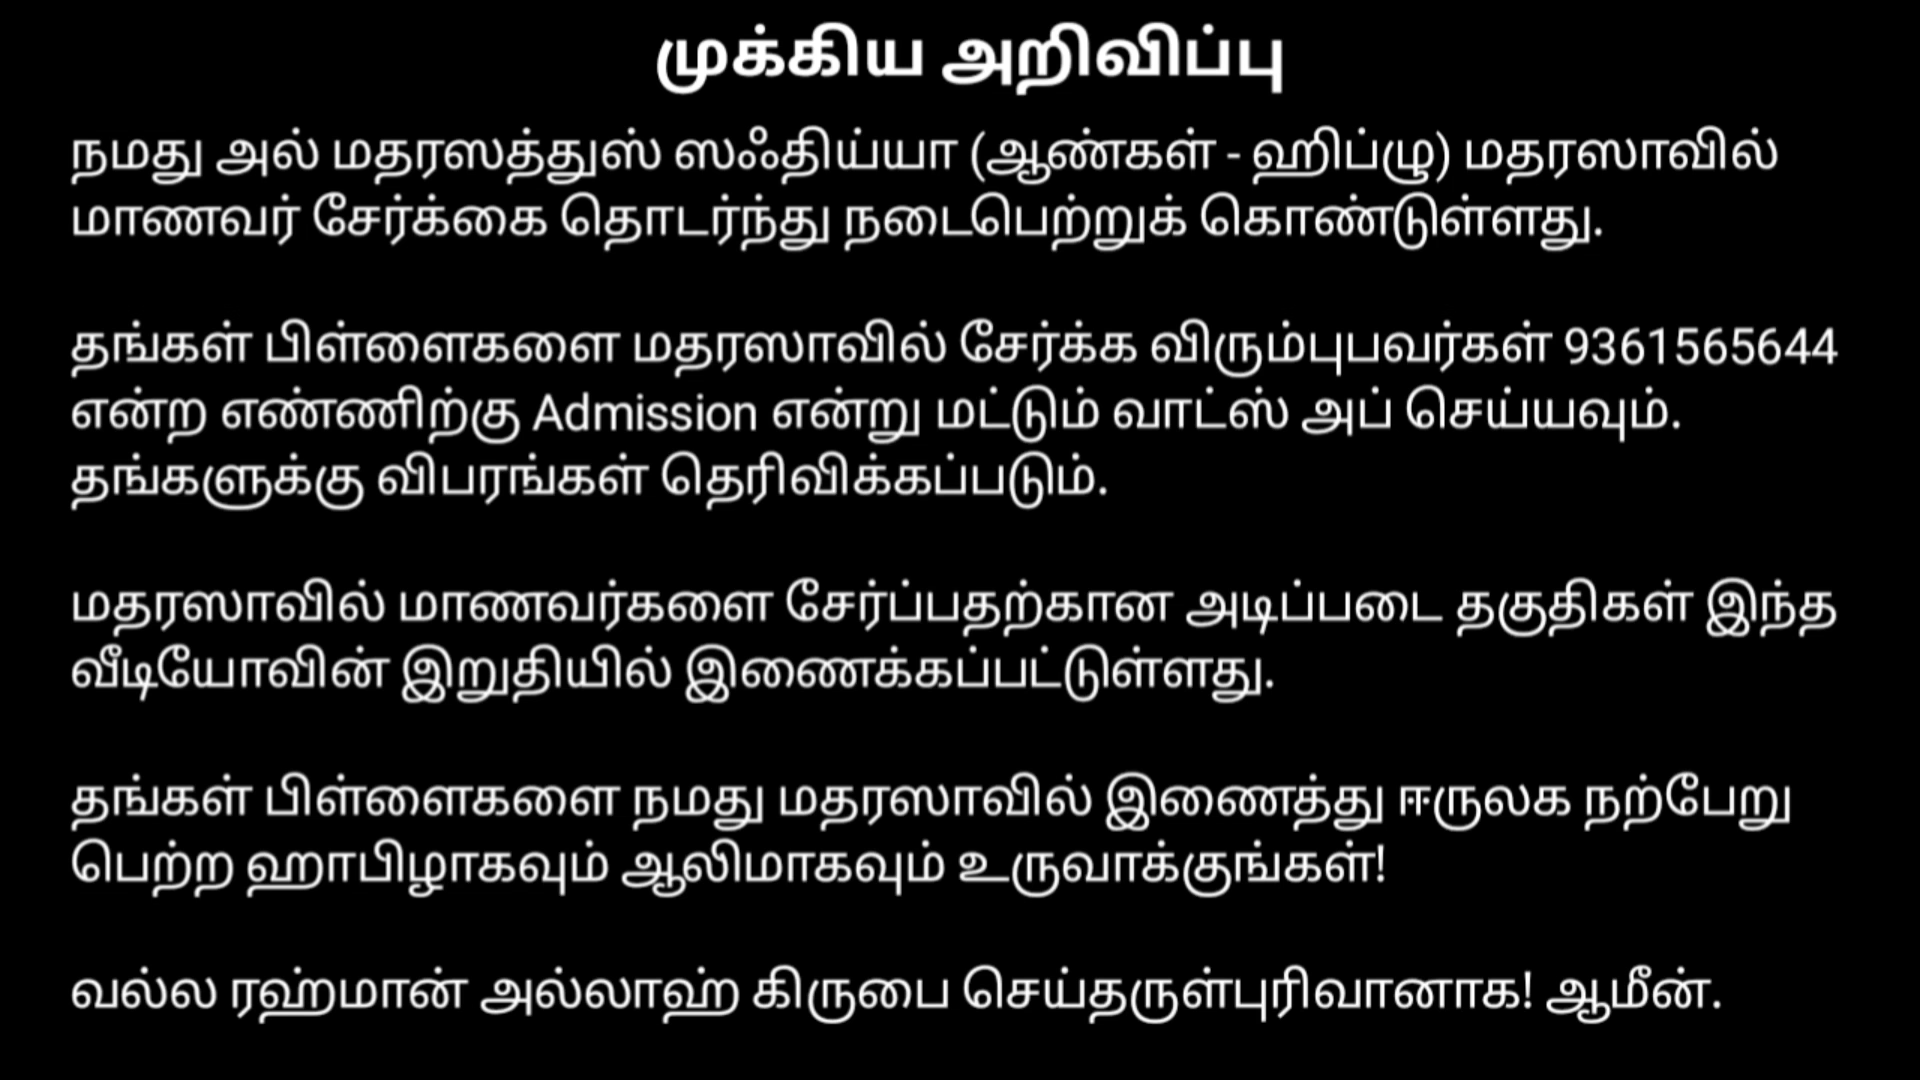 முக்கிய அறிவிப்பு
நமது அல் மதரஸத்துஸ் ஸஃதிய்யா (ஆண்கள் - ஹிப்ழு) மதரஸாவில்
மாணவர் சேர்க்கை தொடர்ந்து நடைபெற்றுக் கொண்டுள்ளது.
தங்கள் பிள்ளைகளை மதரஸாவில் சேர்க்க விரும்புபவர்கள் 9361565644
என்ற எண்ணிற்கு Admission என்று மட்டும் வாட்ஸ் அப் செய்யவும்.
தங்களுக்கு விபரங்கள் தெரிவிக்கப்படும்.
மதரஸாவில் மாணவர்களை சேர்ப்பதற்கான அடிப்படை தகுதிகள் இந்த
வீடியோவின் இறுதியில் இணைக்கப்பட்டுள்ளது.
தங்கள் பிள்ளைகளை நமது மதரஸாவில் இணைத்து ஈருலக நற்பேறு
பெற்ற ஹாபிழாகவும் ஆலிமாகவும் உருவாக்குங்கள்!
வல்ல ரஹ்மான் அல்லாஹ் கிருபை செய்தருள்புரிவானாக! ஆமீன்.